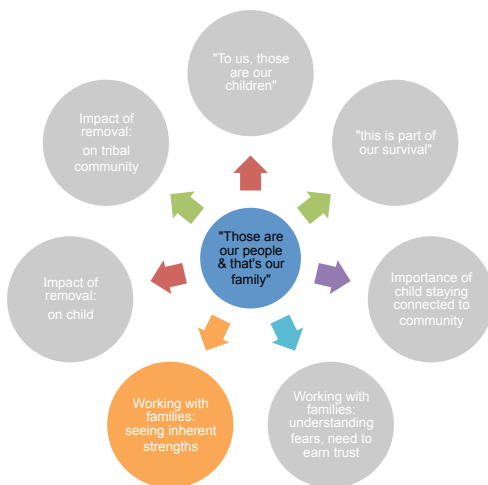 "To us, those
are our
children"
"this is part of
our survival"
Importance of
child staying
connected to
community
Working with
families:
understanding
fears, need to
earn trust
Working with
families:
seeing inherent
strengths
Impact of
removal:
on child
Impact of
removal:
on tribal
community
"Those are
our people
& that's our
family"